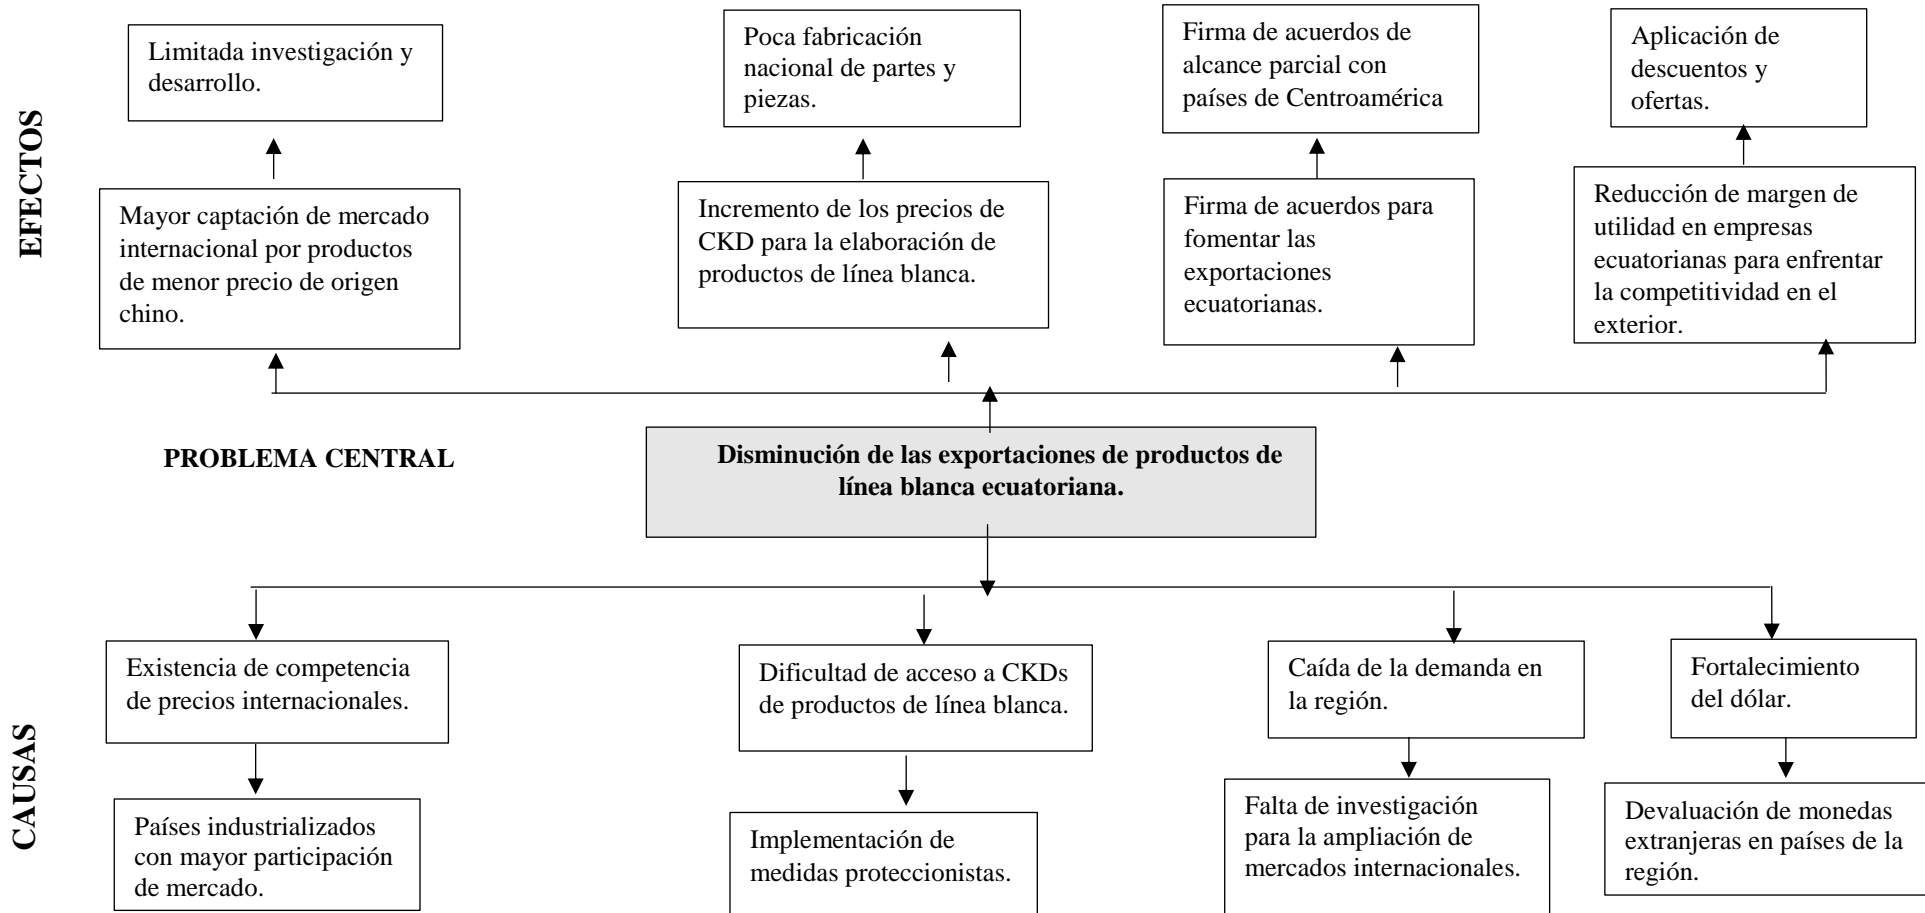 EFECTOS
Limitada investigación y
desarrollo.
Poca fabricación
nacional de partes y
piezas.
Firma de acuerdos de
alcance parcial con
países de Centroamérica
Aplicación de
descuentos y
ofertas.
Mayor captación de mercado
internacional por productos
de menor precio de origen
chino.
Incremento de los precios de
CKD para la elaboración de
productos de línea blanca.
Firma de acuerdos para
fomentar las
exportaciones
ecuatorianas.
Reducción de margen de
utilidad en empresas
ecuatorianas para enfrentar
la competitividad en el
exterior.
PROBLEMA CENTRAL
Disminución de las exportaciones de productos de
línea blanca ecuatoriana.
CAUSAS
Existencia de competencia
de precios internacionales.
Dificultad de acceso a CKDs
de productos de línea blanca.
Caída de la demanda en
la región.
Fortalecimiento
del dólar.
Países industrializados
con mayor participación
de mercado.
Implementación de
medidas proteccionistas.
Falta de investigación
para la ampliación de
mercados internacionales.
Devaluación de monedas
extranjeras en países de la
región.